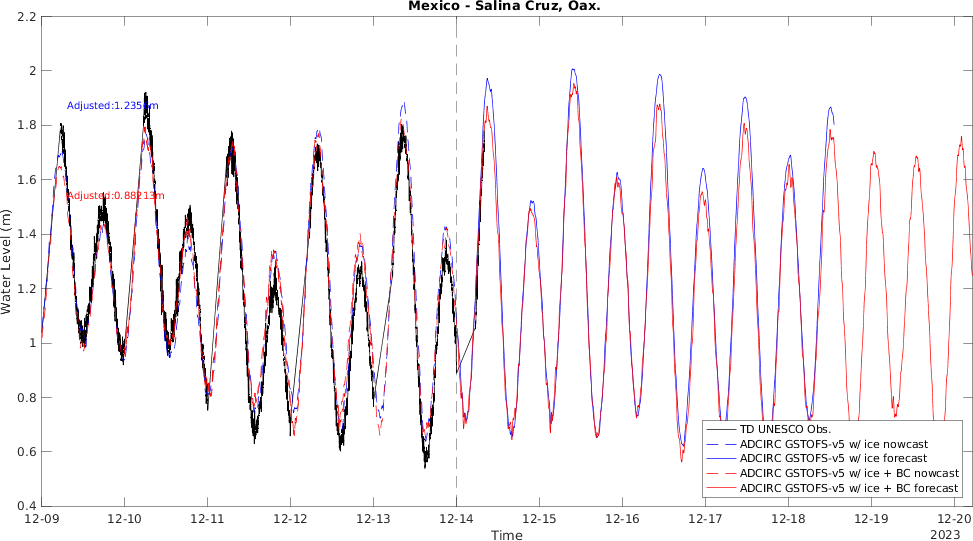 Mexico - Salina Cruz, Oax.
2.2
2
1.8
1.6
1.4
1.2
1
0.8
0.6
0.4
Water Level (m)
Adjusted:0.88213m
TD UNESCO Obs.
ADCIRC GSTOFS-v5 w/ ice nowcast
ADCIRC GSTOFS-v5 w/ ice forecast
ADCIRC GSTOFS-v5 w/ ice + BC nowcast
ADCIRC GSTOFS-v5 w/ ice + BC forecast
12-09 12-10 12-11 12-12 12-13 12-14 12-15 12-16 12-17 12-18 12-19 12-20
Time
2023